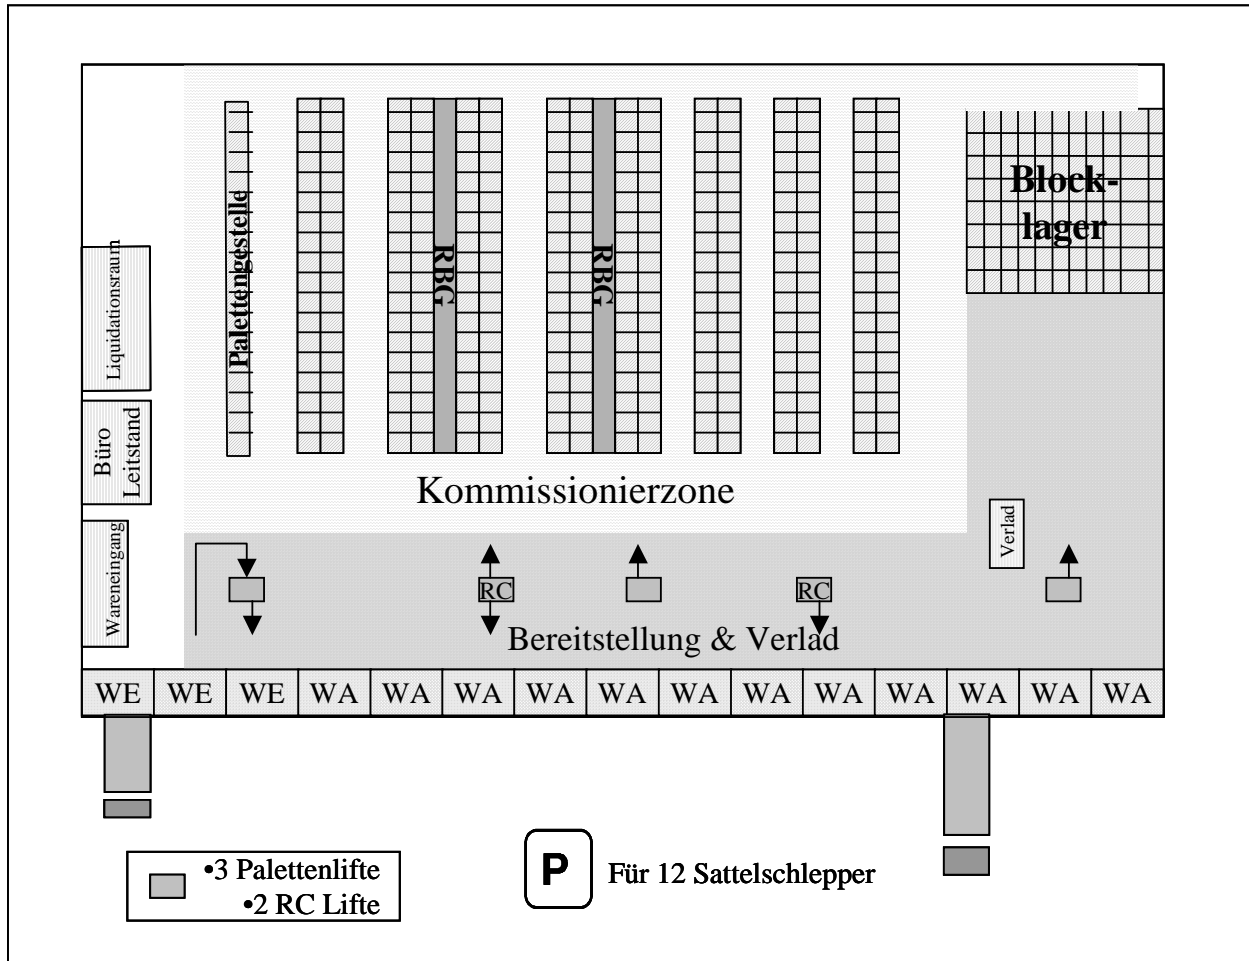 Block-
lager
Palettengestelle
RBG
RBG
Liquidationsraum
Büro
Leitstand
Kommissionierzone
Wareneingang
Verlad
RC
RC
Bereitstellung & Verlad
WE WE WE WA WA WA WA WA WA WA WA WA WA WA WA
•3 Palettenlifte
•2 RC Lifte
P
Für 12 Sattelschlepper